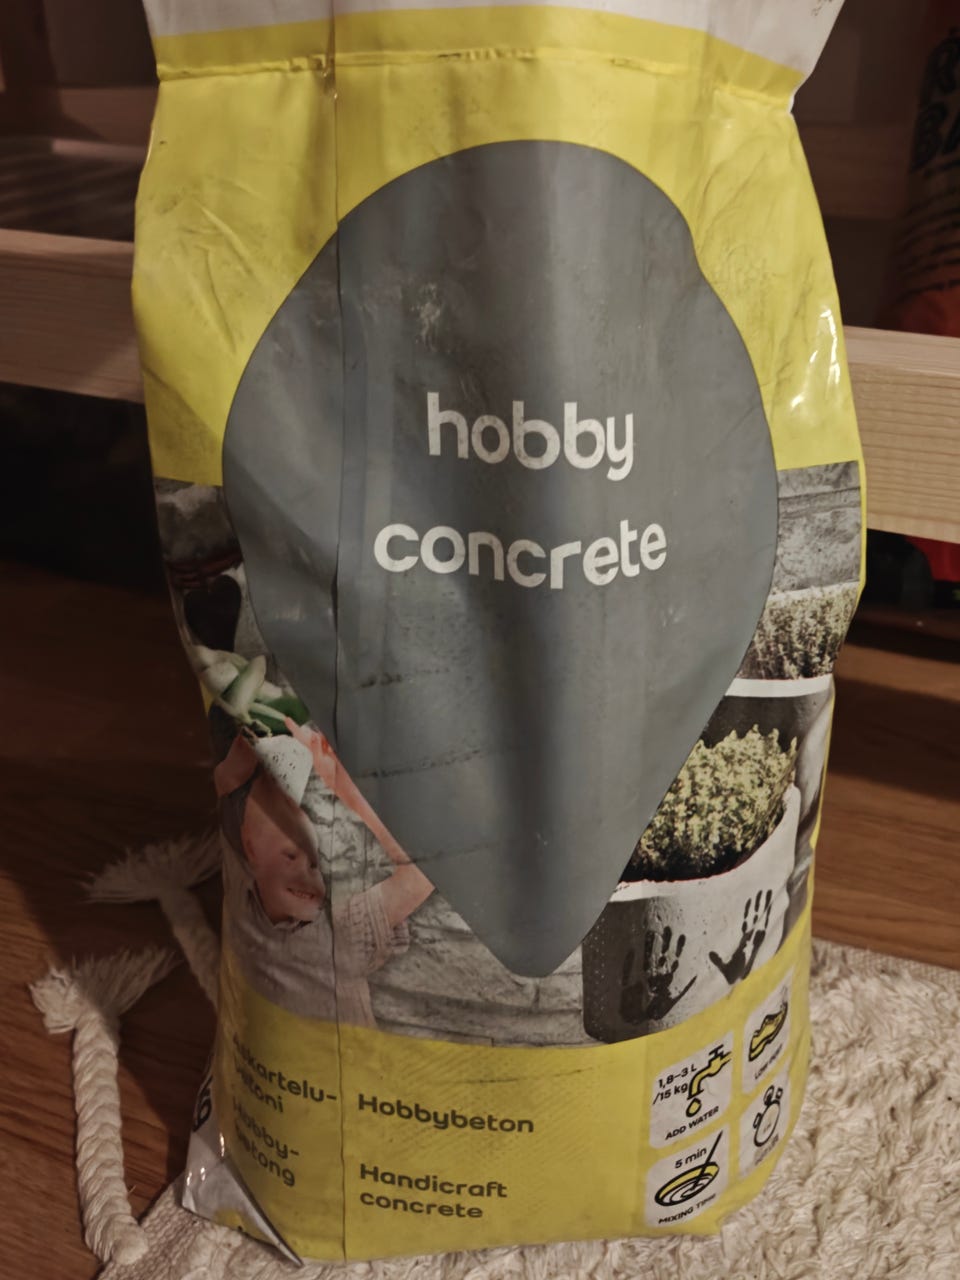 hobby
concrete
Hobbybeton
Handicraft
concrete
1,8–3 L
/15 kg
ADD WATER
5 min
MIXING TIME